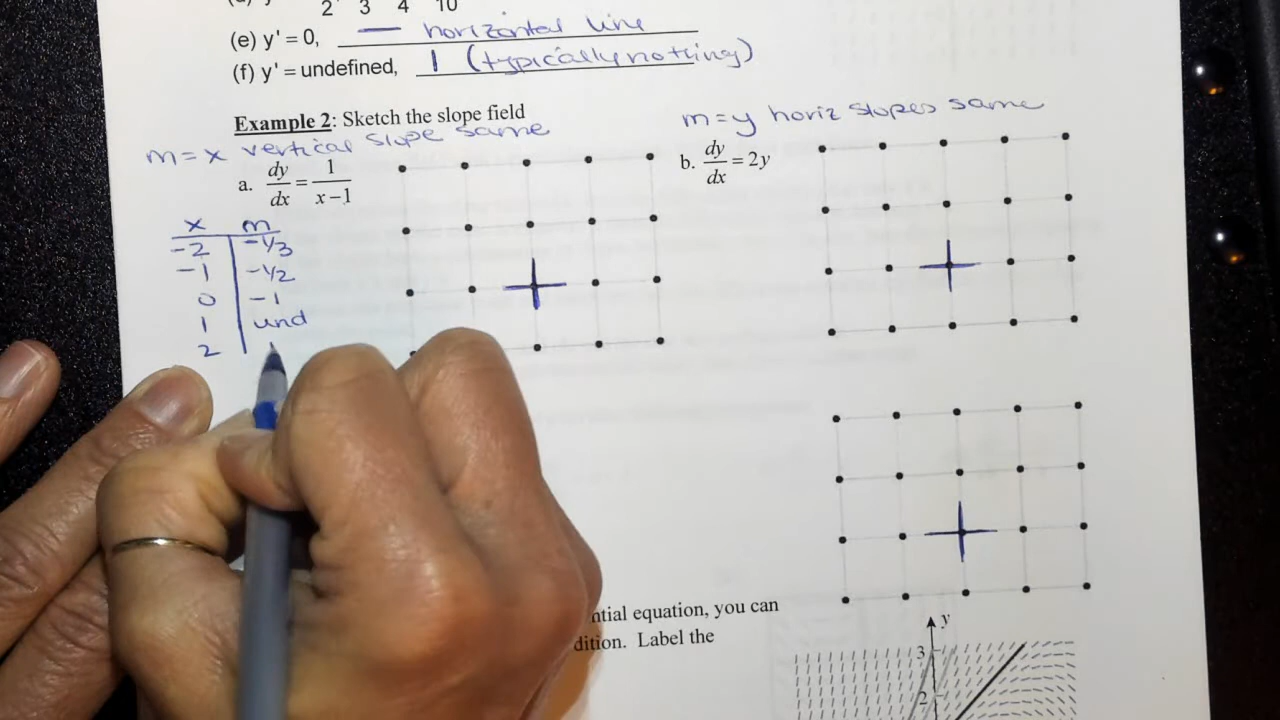 2 3 4 10
(e) y' = 0, — horizontal line
(f) y' = undefined, | (typically nothing)
Example 2: Sketch the slope field
m = x vertical slope same
m = y horiz slopes same
a. dy/dx = 1/(x−1)
b. dy/dx = 2y
x | m
-2 | -1/3
-1 | -1/2
0 | -1
1 | und
2 |
ntial equation, you can
dition. Label the
y
3
2